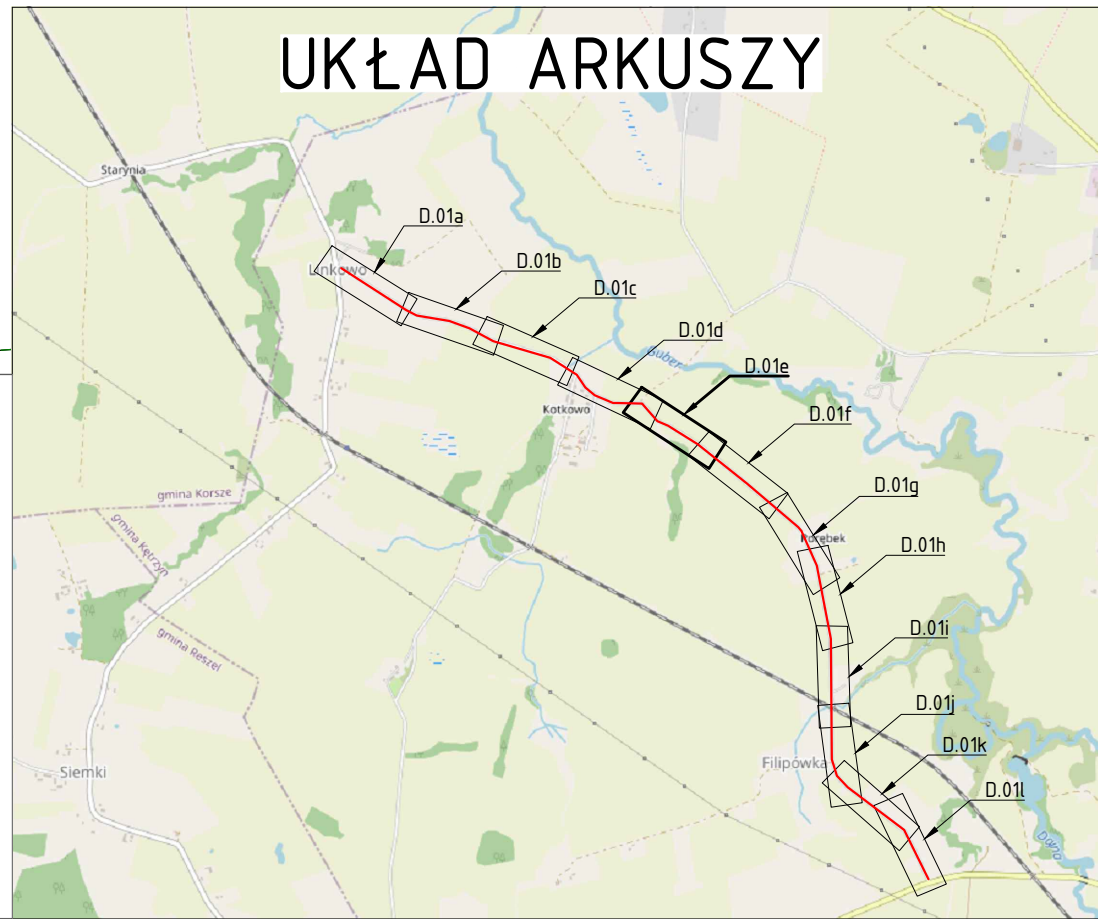 UKŁAD ARKUSZY
Starynia
D.01a
Linkowo
D.01b
D.01c
D.01d
Guber
D.01e
Kotkowo
D.01f
D.01g
gmina Korsze
gmina Kętrzyn
Porębek
D.01h
D.01i
gmina Reszel
D.01j
D.01k
Filipówka
Siemki
D.01l
Dajna